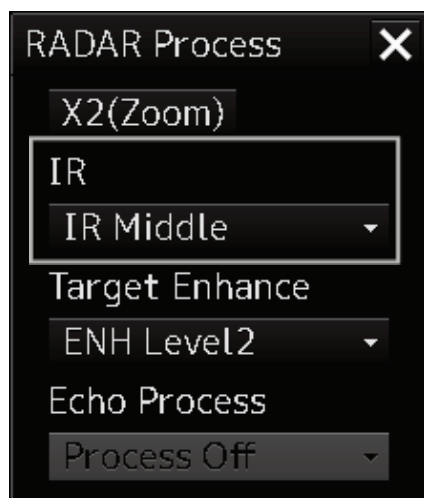 RADAR Process
X2(Zoom)
IR
IR Middle
Target Enhance
ENH Level2
Echo Process
Process Off